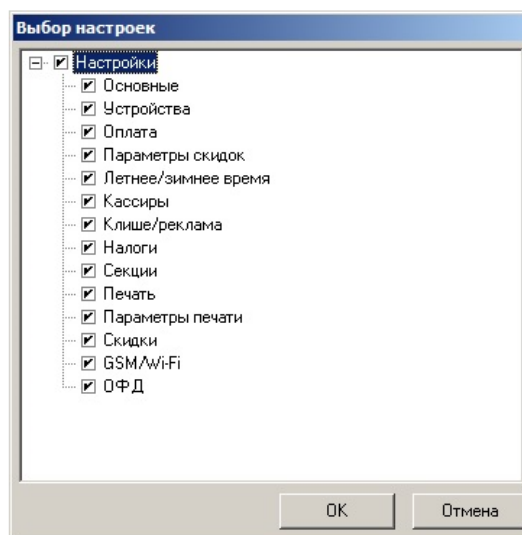 Выбор настроек
Настройки
Основные
Устройства
Оплата
Параметры скидок
Летнее/зимнее время
Кассиры
Клише/реклама
Налоги
Секции
Печать
Параметры печати
Скидки
GSM/Wi-Fi
ОФД
OK
Отмена